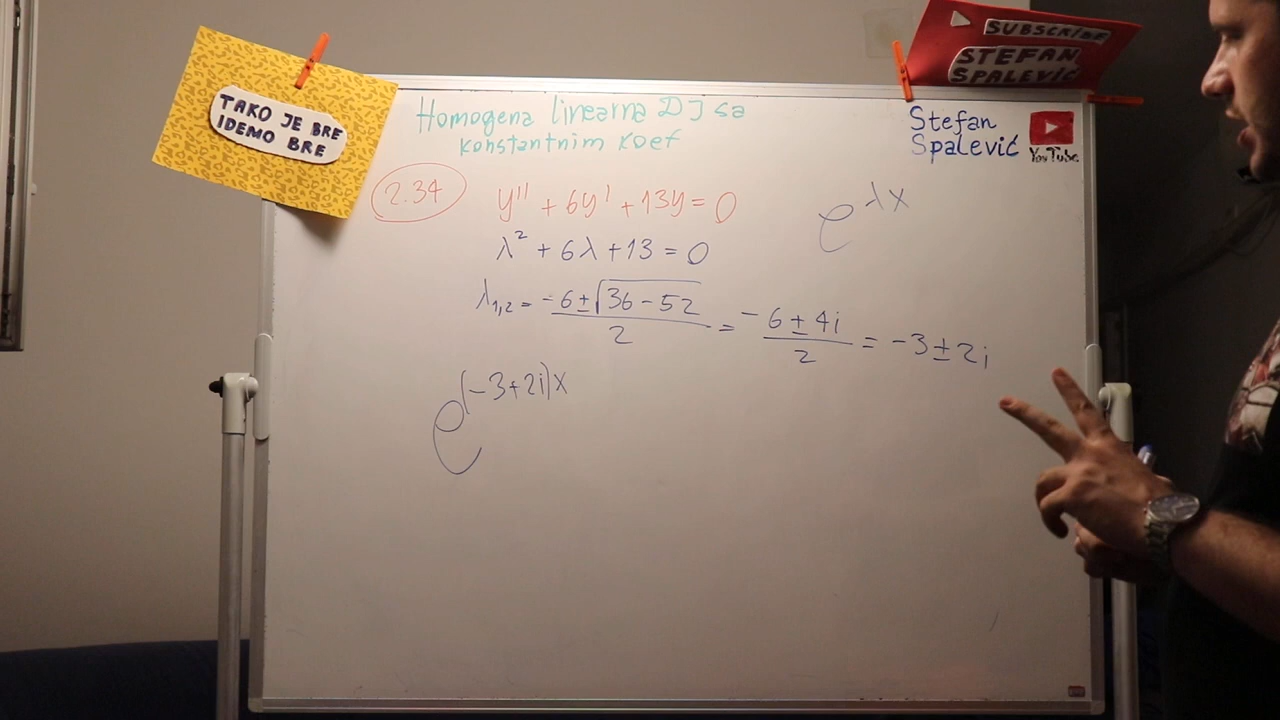 TAKO JE BRE
IDEMO BRE
SUBSCRIBE
STEFAN
SPALEVIĆ
Homogena linearna DJ sa
konstantnim koef
Stefan
Spalević
YouTube
2.34
y'' + 6y' + 13y = 0
e^λx
λ² + 6λ + 13 = 0
λ1,2 = -6 ± √36 - 52 / 2 = -6 ± 4i / 2 = -3 ± 2i
e^(-3+2i)x